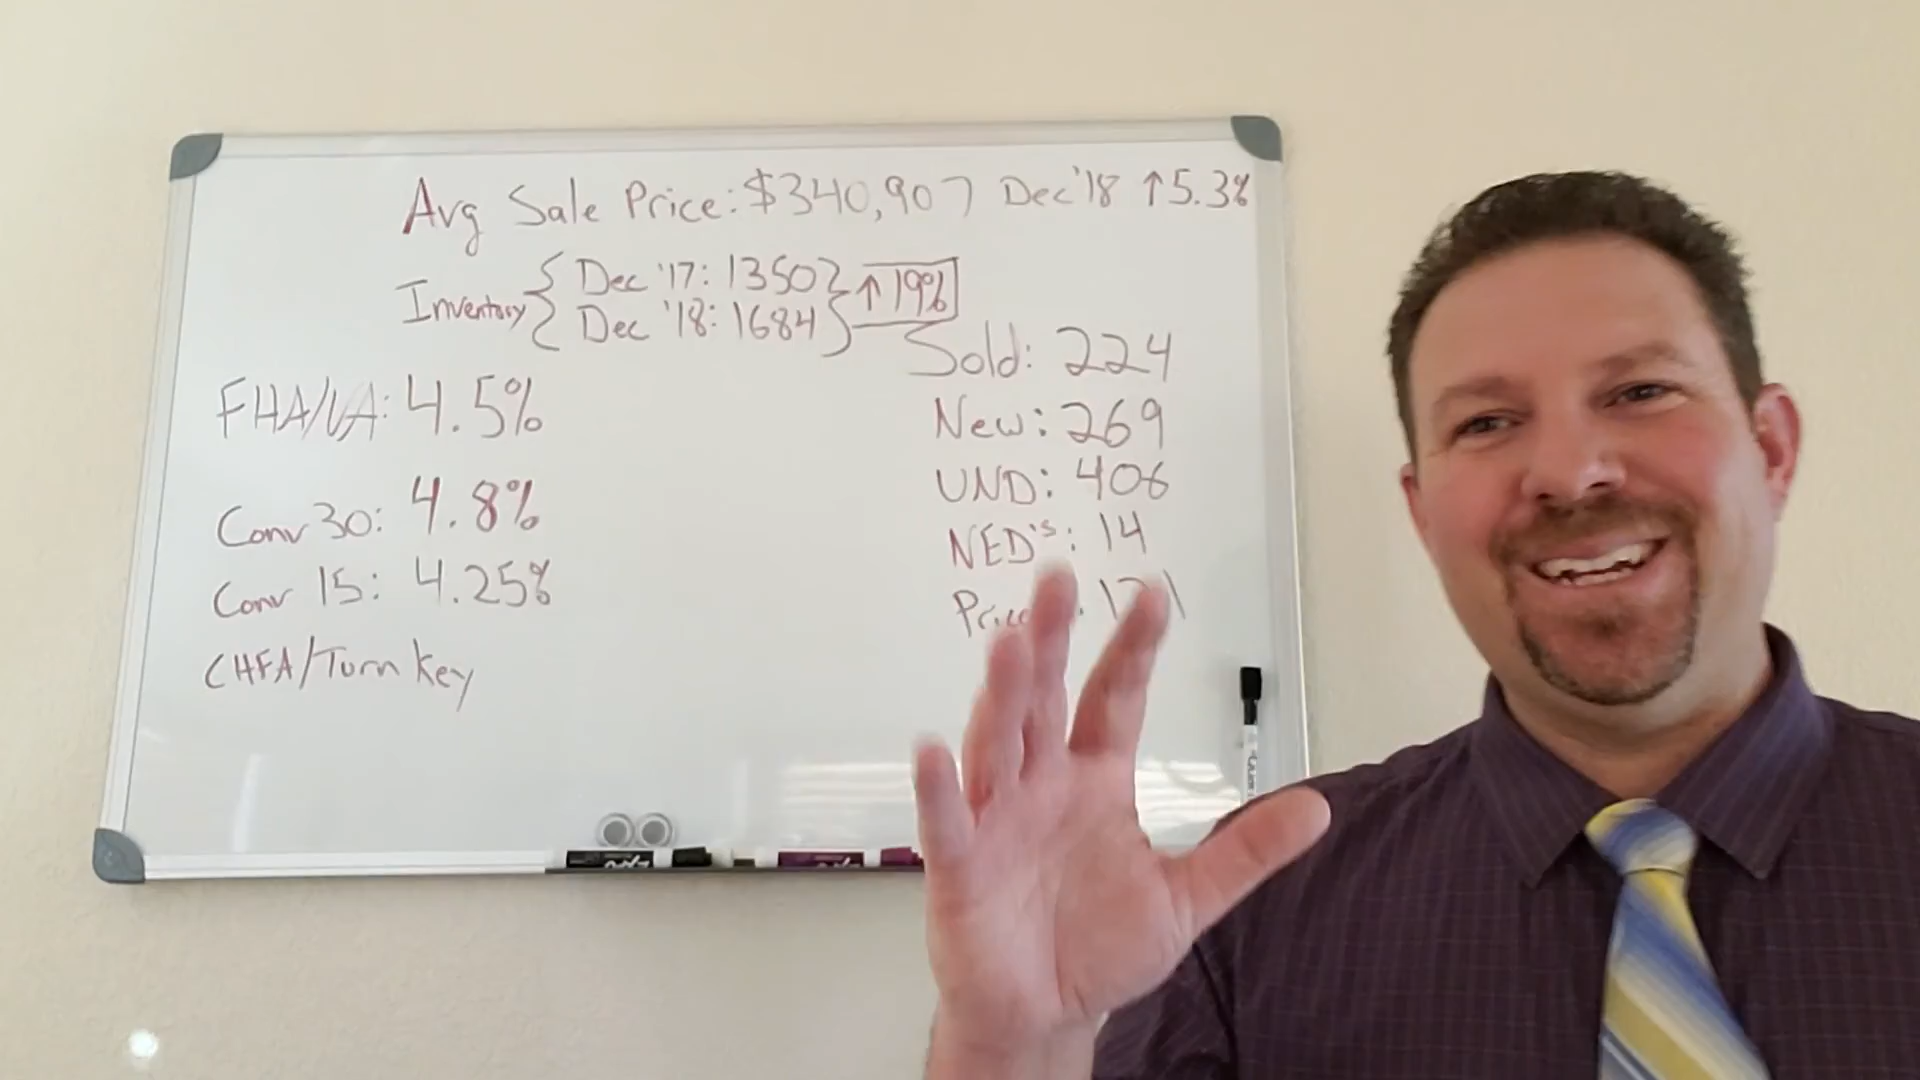 Avg Sale Price: $340,907 Dec '18 ↑5.3%
Inventory { Dec '17: 1350 } ↑19%
Dec '18: 1684
FHA/VA: 4.5%
Conv 30: 4.8%
Conv 15: 4.25%
CHFA/Turn Key
Sold: 224
New: 269
UND: 406
NED's: 14